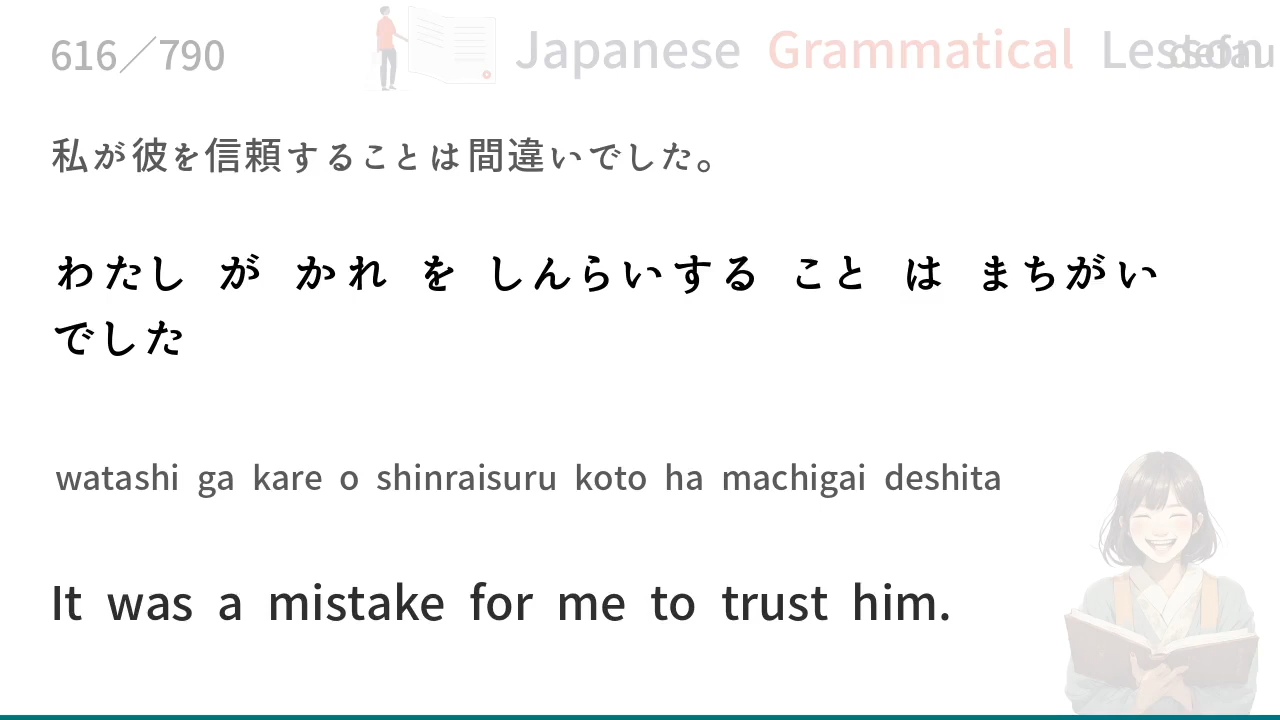 616／790
Japanese Grammatical Lesson
私が彼を信頼することは間違いでした。
わたし が かれ を しんらいする こと は まちがい
でした
watashi ga kare o shinraisuru koto ha machigai deshita
It was a mistake for me to trust him.